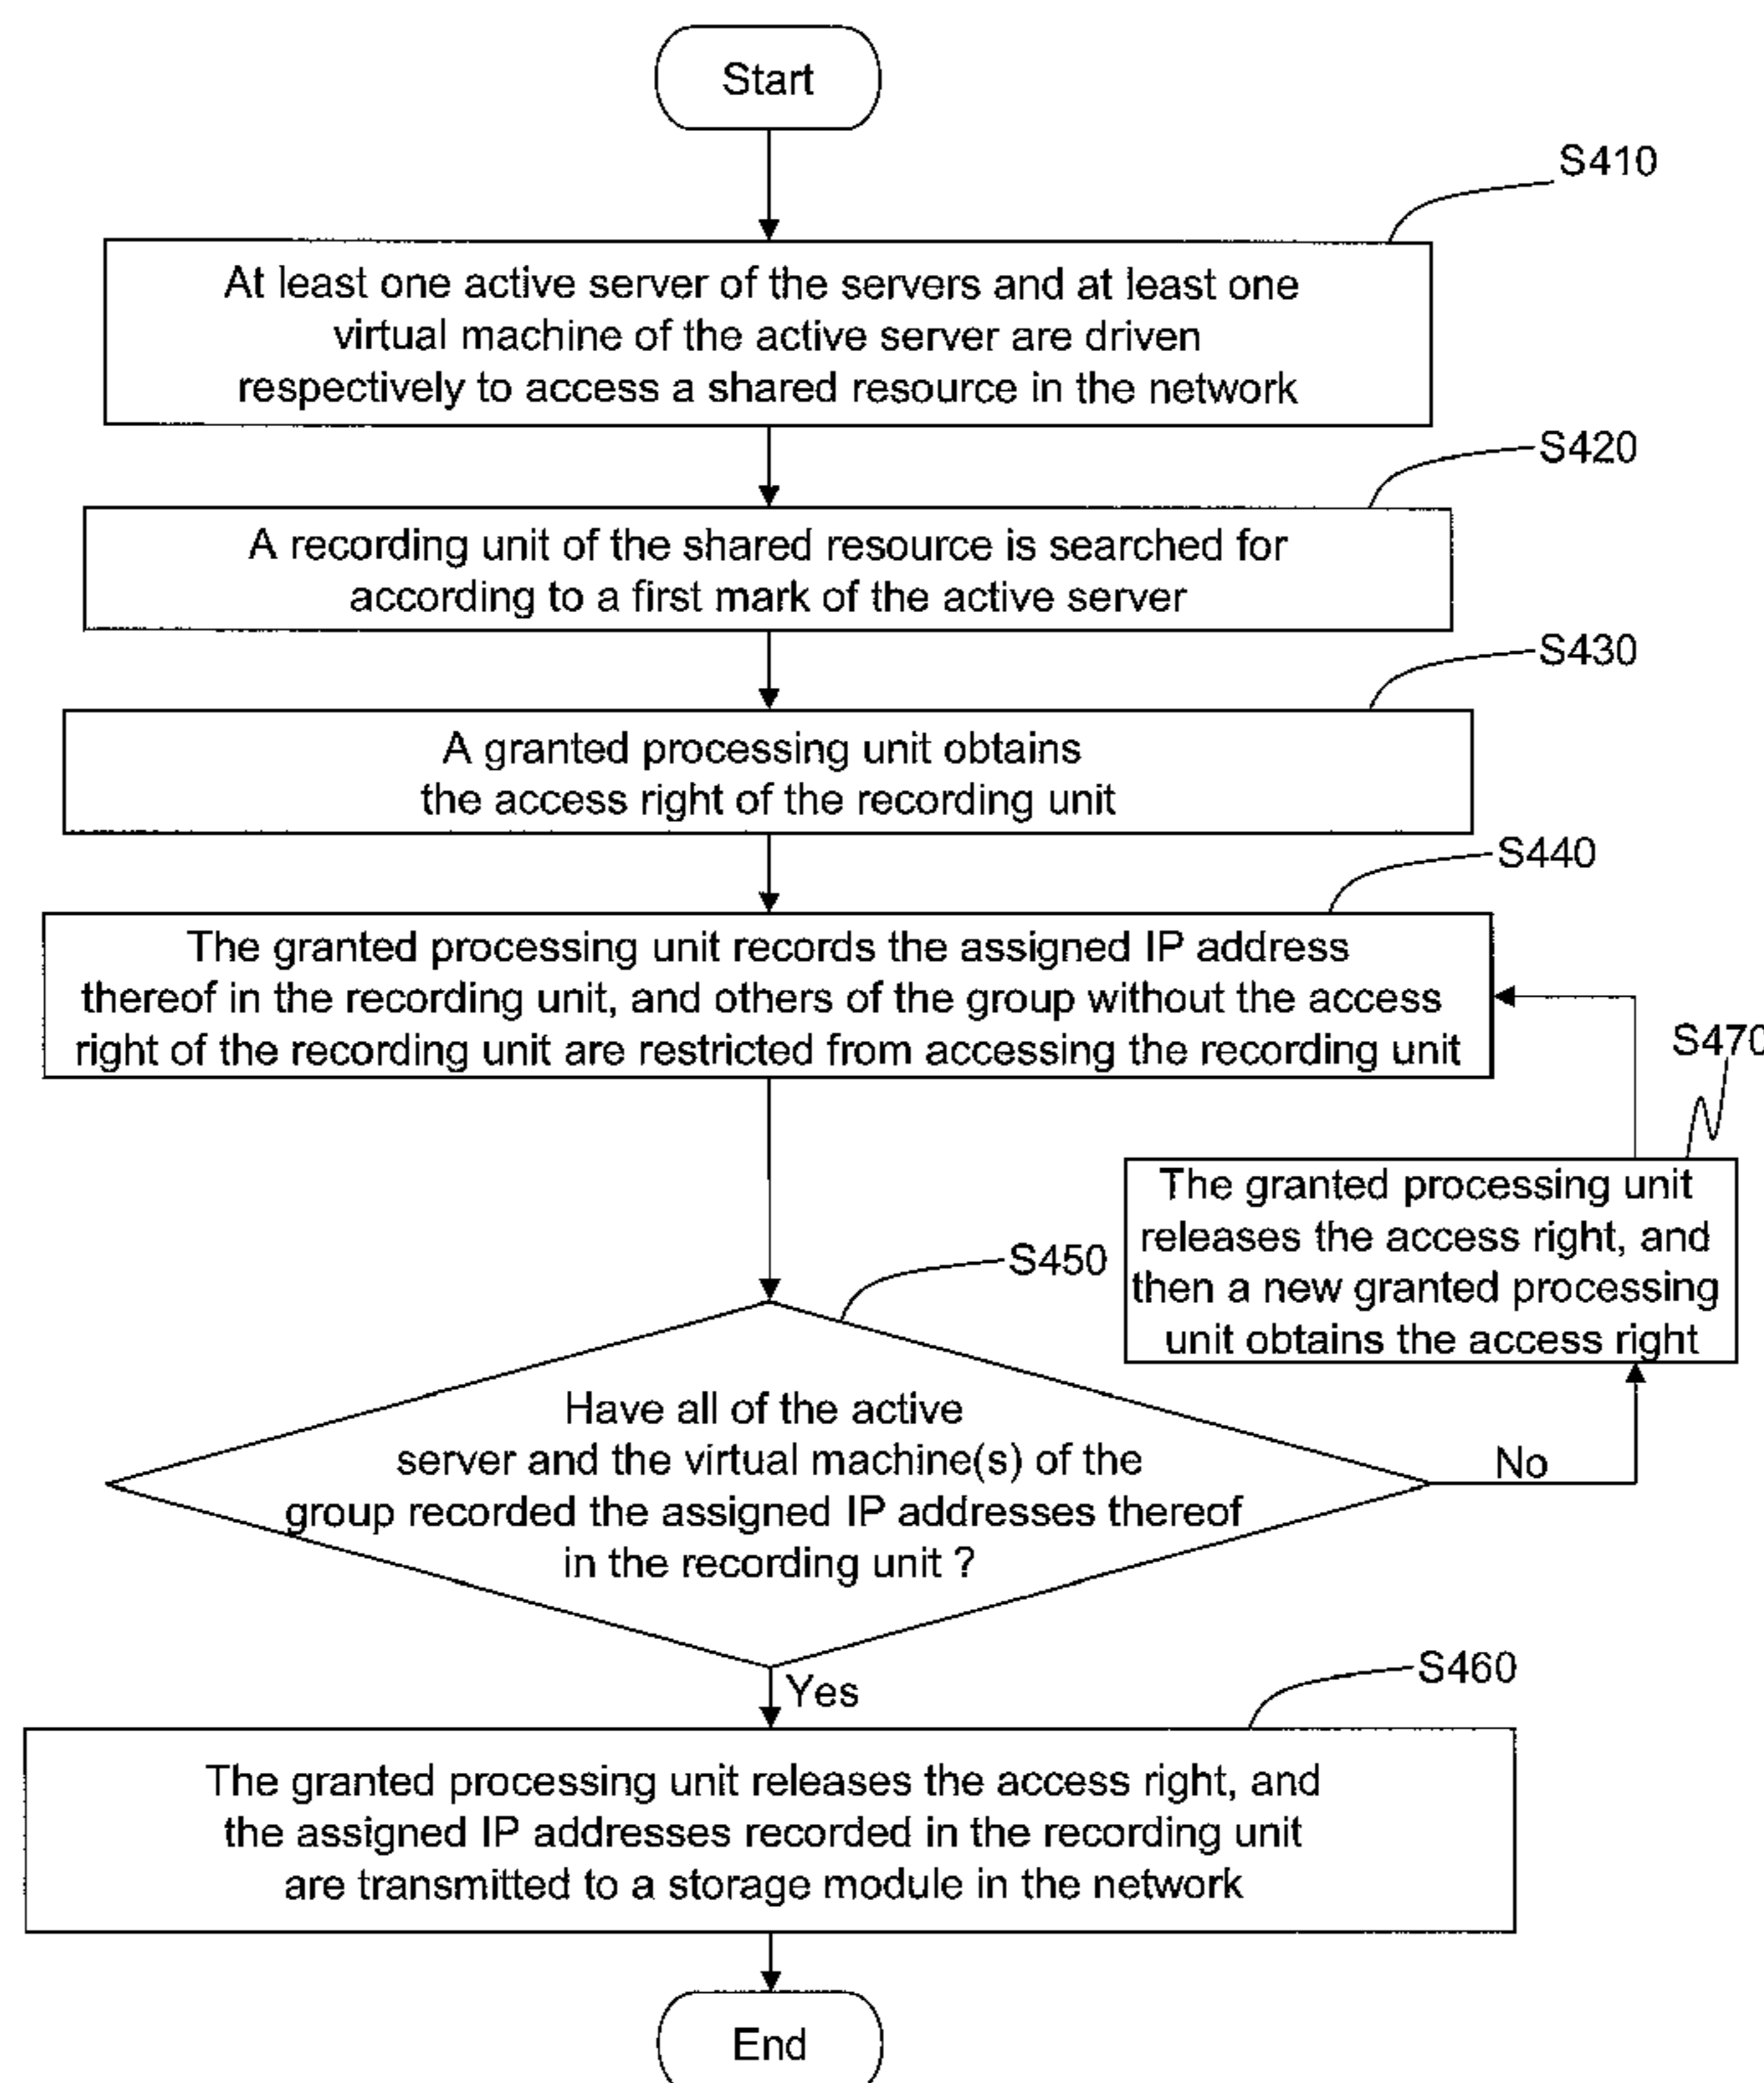 Start
S410
At least one active server of the servers and at least one
virtual machine of the active server are driven
respectively to access a shared resource in the network
S420
A recording unit of the shared resource is searched for
according to a first mark of the active server
S430
A granted processing unit obtains
the access right of the recording unit
S440
The granted processing unit records the assigned IP address
thereof in the recording unit, and others of the group without the access
right of the recording unit are restricted from accessing the recording unit
S470
The granted processing unit
releases the access right, and
then a new granted processing
unit obtains the access right
S450
Have all of the active
server and the virtual machine(s) of the
group recorded the assigned IP addresses thereof
in the recording unit ?
No
Yes
S460
The granted processing unit releases the access right, and
the assigned IP addresses recorded in the recording unit
are transmitted to a storage module in the network
End